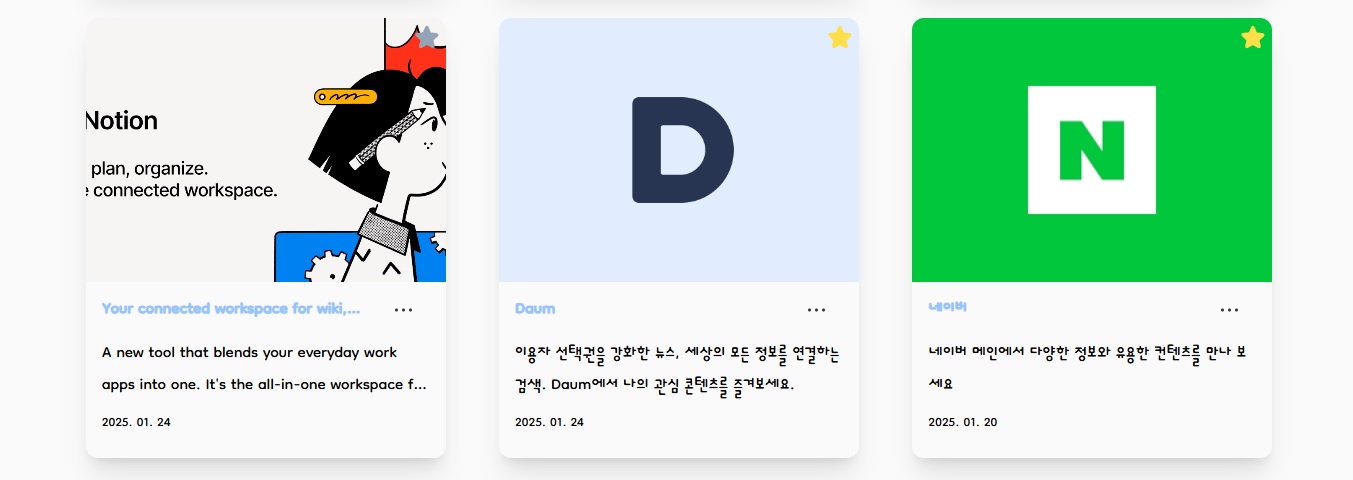 Notion
plan, organize.
e connected workspace.
D
N
Your connected workspace for wiki,...
A new tool that blends your everyday work
apps into one. It's the all-in-one workspace f...
2025. 01. 24
Daum
이용자 선택권을 강화한 뉴스, 세상의 모든 정보를 연결하는
검색. Daum에서 나의 관심 콘텐츠를 즐겨보세요.
2025. 01. 24
네이버
네이버 메인에서 다양한 정보와 유용한 컨텐츠를 만나 보
세요
2025. 01. 20